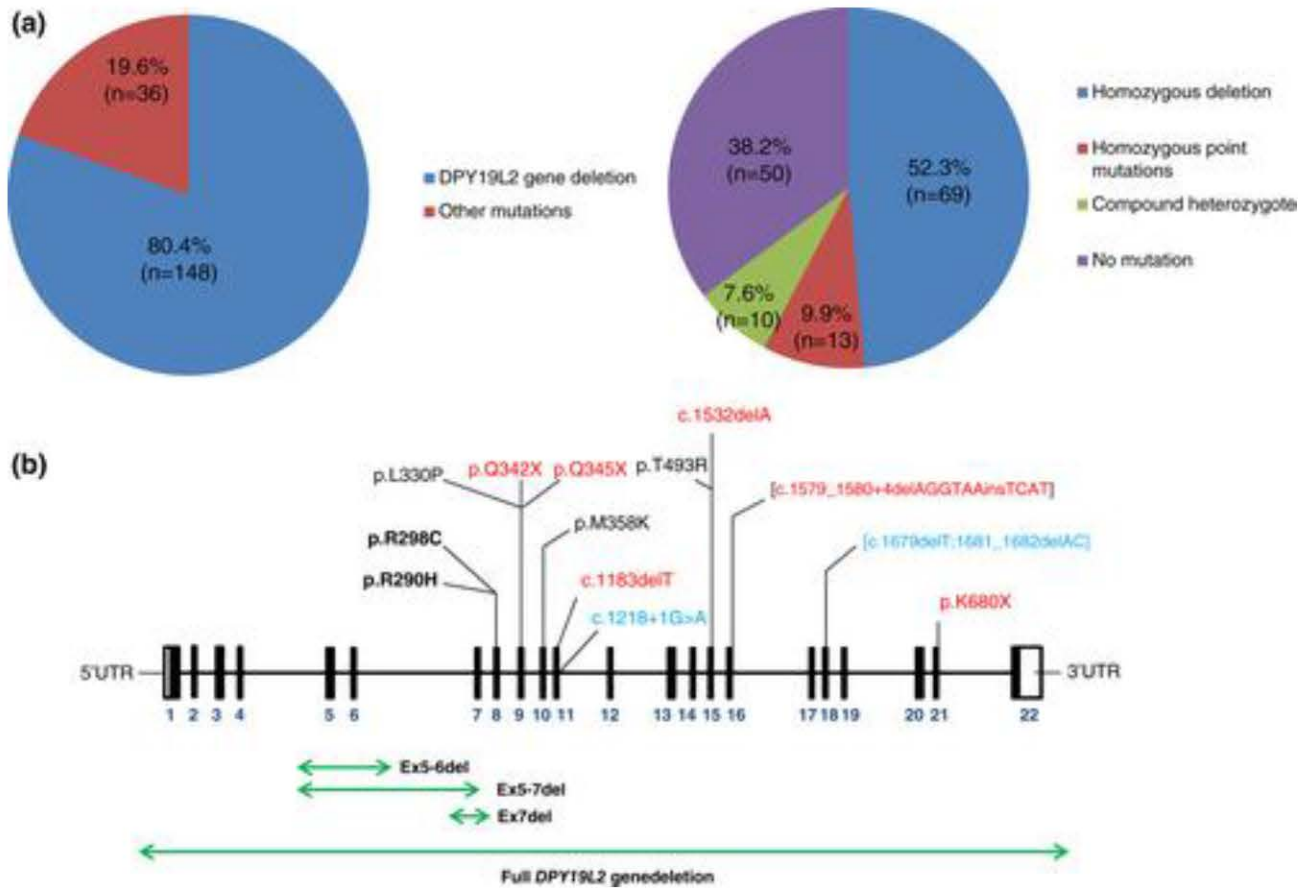 (a)
19.6%
(n=36)
80.4%
(n=148)
DPY19L2 gene deletion
Other mutations
38.2%
(n=50)
52.3%
(n=69)
7.6%
(n=10)
9.9%
(n=13)
Homozygous deletion
Homozygous point
mutations
Compound heterozygote
No mutation
(b)
c.1532delA
p.L330P
p.Q342X
p.Q345X
p.T493R
[c.1579_1580+4delAGGTAAinsTCAT]
p.R298C
p.M358K
[c.1679delT;1681_1682delAC]
p.R290H
c.1183delT
c.1218+1G>A
p.K680X
5'UTR
3'UTR
1 2 3 4 5 6 7 8 9 10 11 12 13 14 15 16 17 18 19 20 21 22
Ex5-6del
Ex5-7del
Ex7del
Full DPY19L2 genedeletion